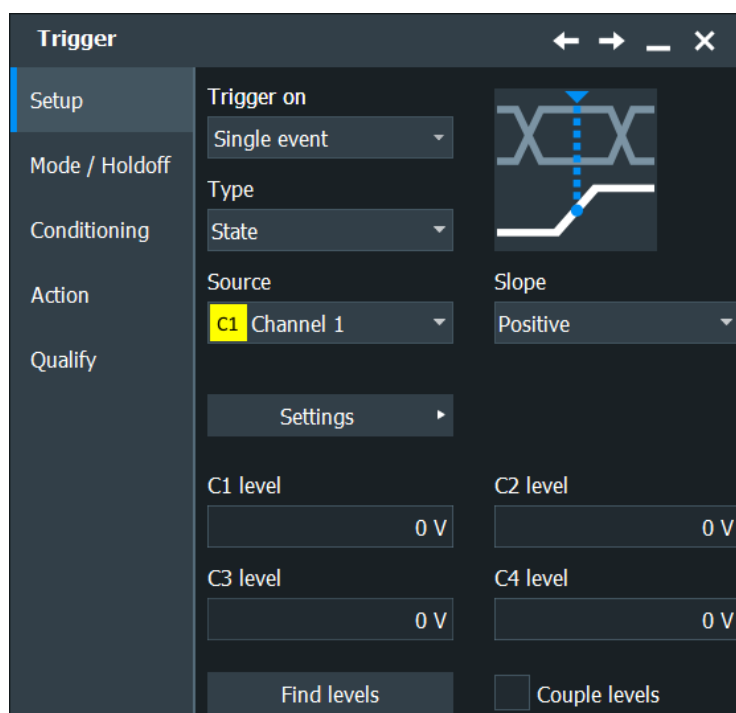 Trigger
Setup
Mode / Holdoff
Conditioning
Action
Qualify
Trigger on
Single event
Type
State
Source
Slope
C1 Channel 1
Positive
Settings
C1 level
C2 level
0 V
0 V
C3 level
C4 level
0 V
0 V
Find levels
Couple levels